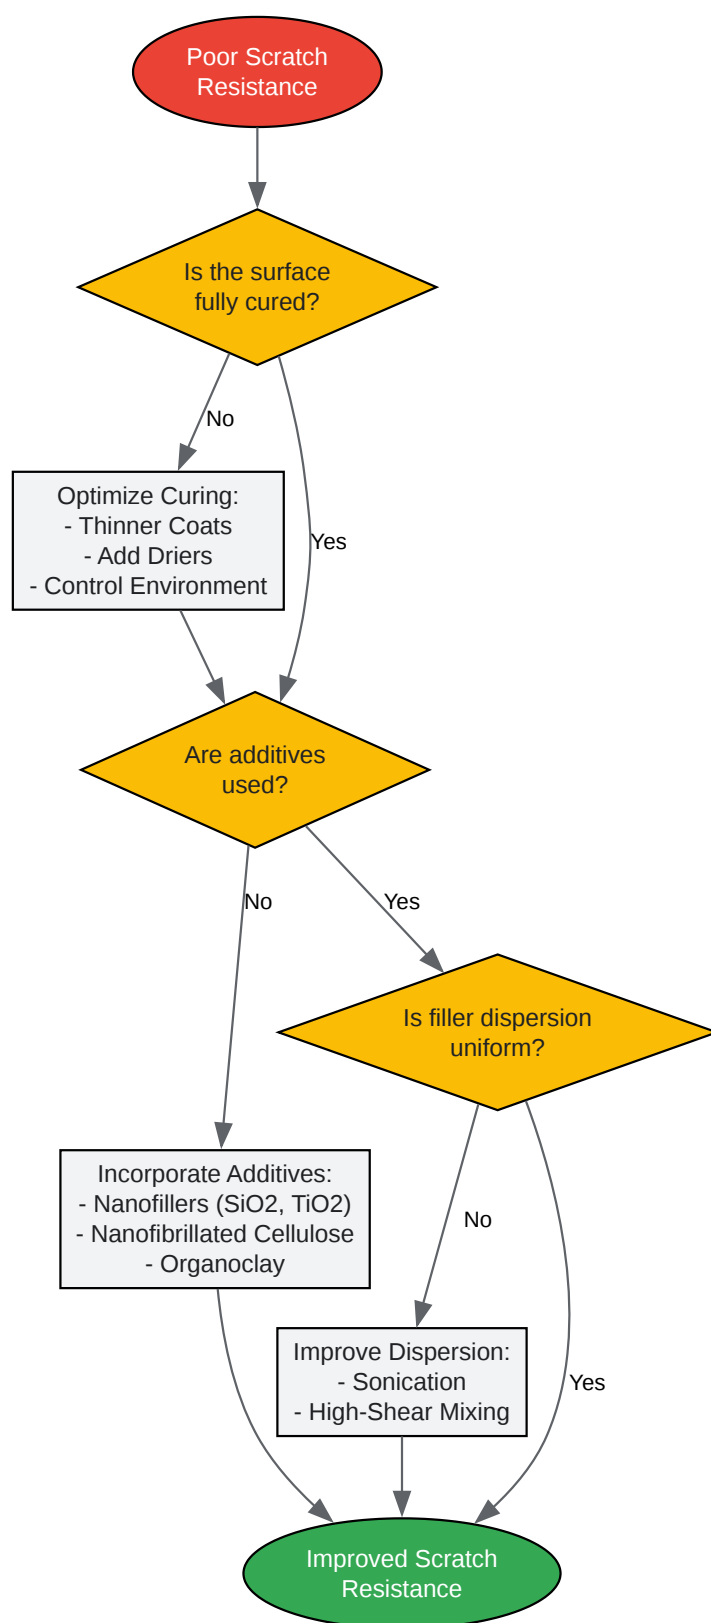 Poor Scratch
Resistance
Is the surface
fully cured?
No
Optimize Curing:
- Thinner Coats
- Add Driers
- Control Environment
Yes
Are additives
used?
No
Yes
Is filler dispersion
uniform?
Incorporate Additives:
- Nanofillers (SiO2, TiO2)
- Nanofibrillated Cellulose
- Organoclay
No
Improve Dispersion:
- Sonication
- High-Shear Mixing
Yes
Improved Scratch
Resistance